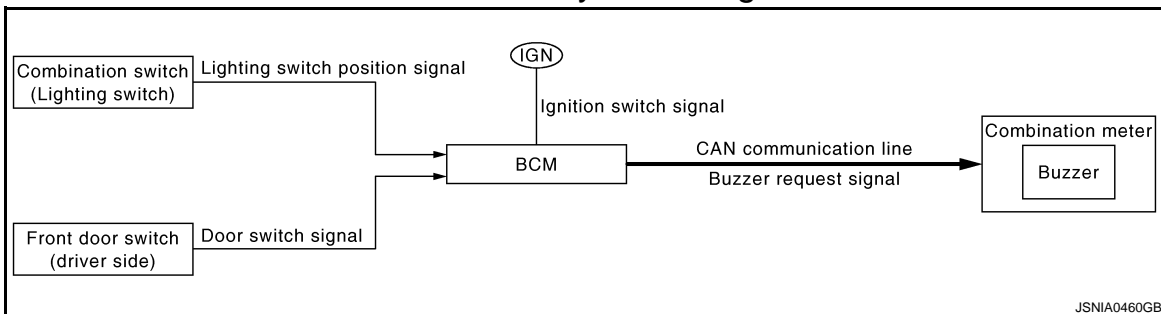 Combination switch
(Lighting switch)
Lighting switch position signal
IGN
Ignition switch signal
BCM
CAN communication line
Buzzer request signal
Combination meter
Buzzer
Front door switch
(driver side)
Door switch signal
JSNIA0460GB